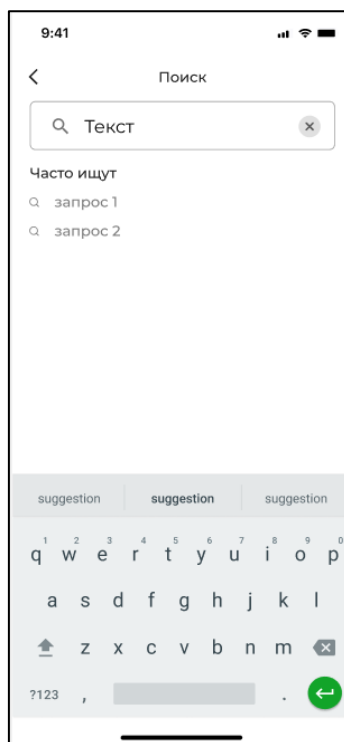 9:41
Поиск
Текст
Часто ищут
запрос 1
запрос 2
suggestion suggestion suggestion
1 2 3 4 5 6 7 8 9 0
q w e r t y u i o p
a s d f g h j k l
z x c v b n m
?123 , .